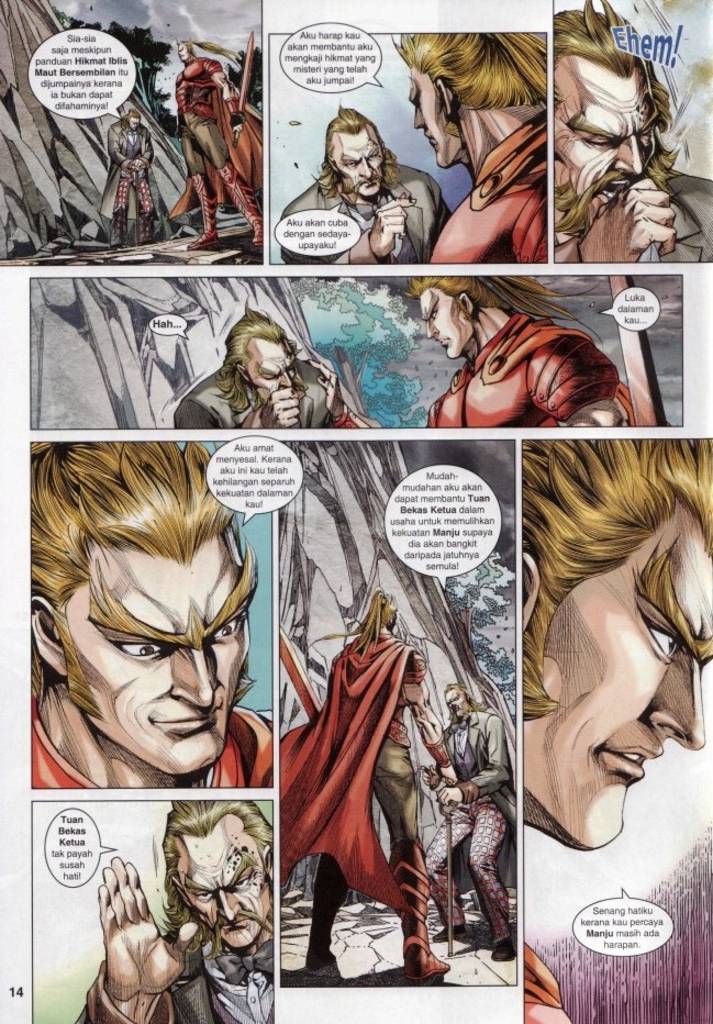 Sia-sia
saja meskipun
panduan Hikmat Iblis
Maut Bersembilan itu
dijumpainya kerana
ia bukan dapat
difahaminya!
Aku harap kau
akan membantu aku
mengkaji hikmat yang
misteri yang telah
aku jumpai!
Aku akan cuba
dengan sedaya-
upayaku!
Ehem!
Hah...
Luka
dalaman
kau...
Aku amat
menyesal. Kerana
aku ini kau telah
kehilangan separuh
kekuatan dalaman
kau!
Mudah-
mudahan aku akan
dapat membantu Tuan
Bekas Ketua dalam
usaha untuk memulihkan
kekuatan Manju supaya
dia akan bangkit
daripada jatuhnya
semula!
Tuan
Bekas
Ketua
tak payah
susah
hati!
Senang hatiku
kerana kau percaya
Manju masih ada
harapan.
14